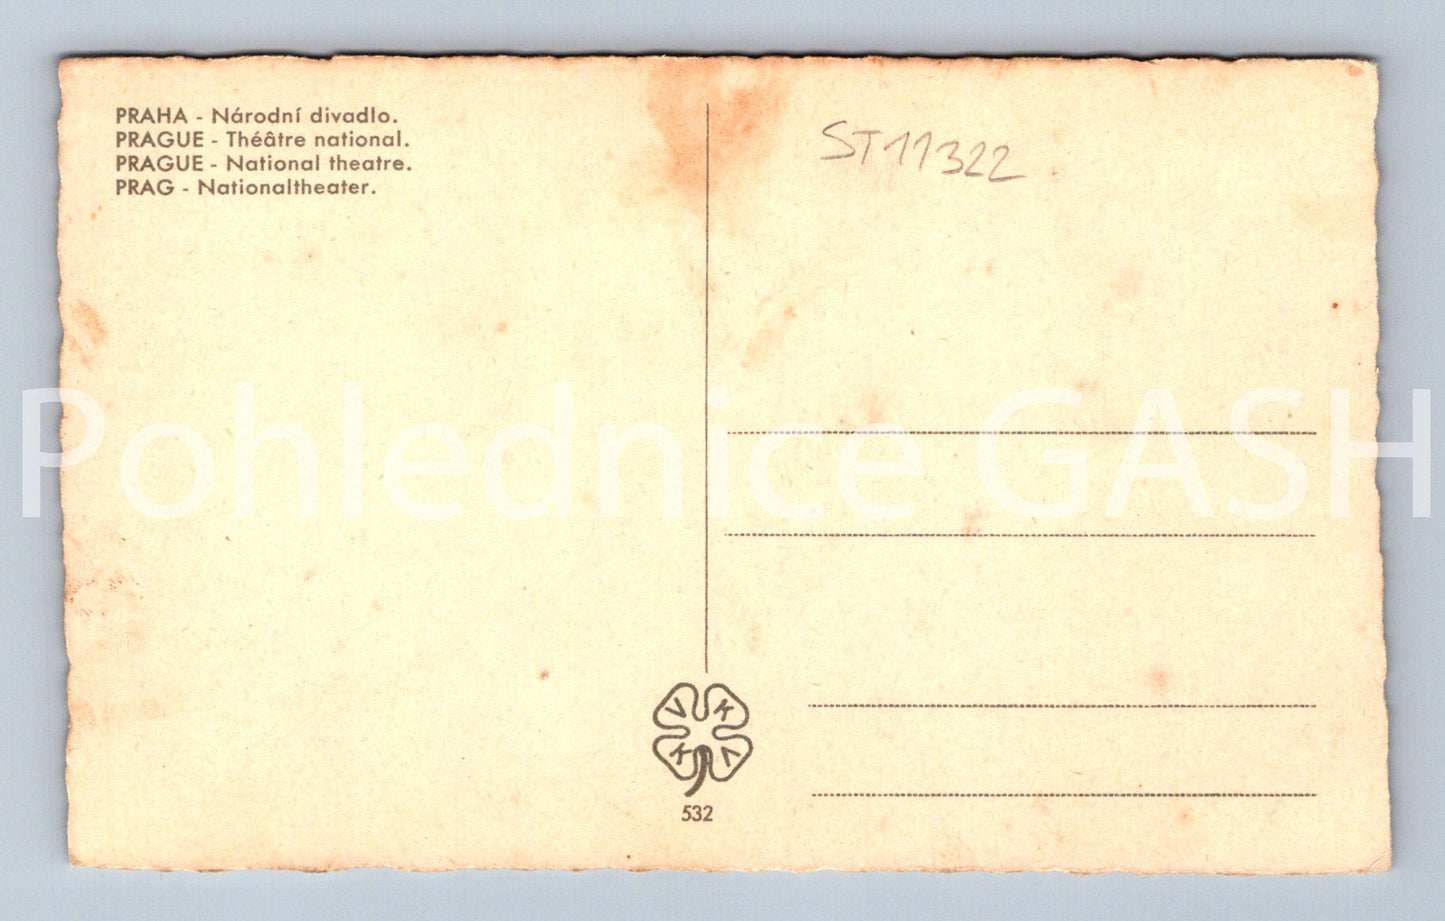 PRAHA - Národní divadlo.
PRAGUE - Théâtre national.
PRAGUE - National theatre.
PRAG - Nationaltheater.
ST11322
Pohlednice GASH
V K
K V
532